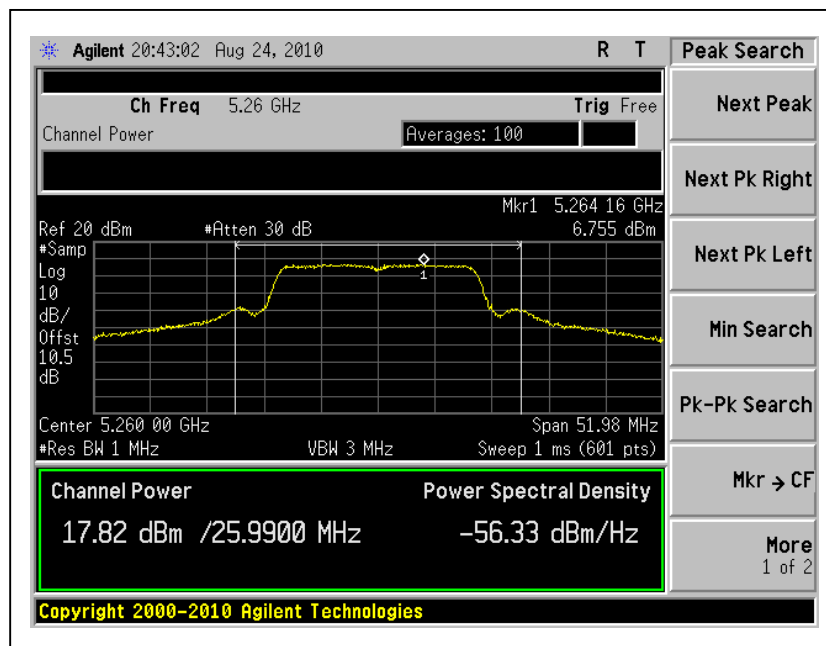 Agilent 20:43:02 Aug 24, 2010 R T
Peak Search
Ch Freq 5.26 GHz Trig Free
Channel Power Averages: 100
Mkr1 5.264 16 GHz
Ref 20 dBm #Atten 30 dB 6.755 dBm
#Samp
Log
10
dB/
Offst
10.5
dB
1
Center 5.260 00 GHz Span 51.98 MHz
#Res BW 1 MHz VBW 3 MHz Sweep 1 ms (601 pts)
Channel Power Power Spectral Density
17.82 dBm /25.9900 MHz -56.33 dBm/Hz
Copyright 2000-2010 Agilent Technologies
Next Peak
Next Pk Right
Next Pk Left
Min Search
Pk-Pk Search
Mkr → CF
More
1 of 2